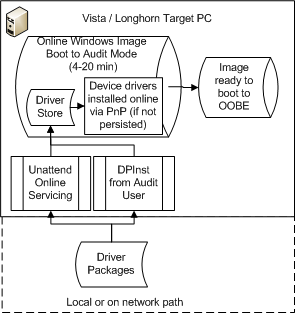 Vista / Longhorn Target PC
Online Windows Image
Boot to Audit Mode
(4-20 min)
Driver
Store
Device drivers
installed online
via PnP (if not
persisted)
Image
ready to
boot to
OOBE
Unattend
Online
Servicing
DPInst
from Audit
User
Driver
Packages
Local or on network path